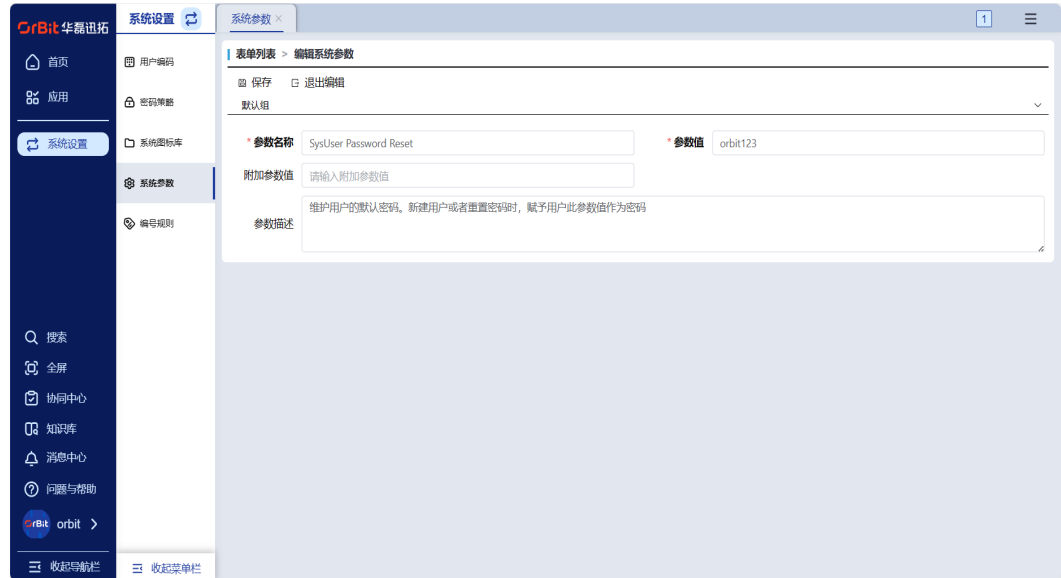 OrBit 华磊迅拓
首页
应用
系统设置
搜索
全屏
协同中心
知识库
消息中心
问题与帮助
OrBit
orbit
收起导航栏
系统设置
用户编码
密码策略
系统图标库
系统参数
编号规则
收起菜单栏
系统参数 ×
1
表单列表 > 编辑系统参数
保存 退出编辑
默认组
* 参数名称 SysUser Password Reset * 参数值 orbit123
附加参数值 请输入附加参数值
参数描述 维护用户的默认密码。新建用户或者重置密码时，赋予用户此参数值作为密码